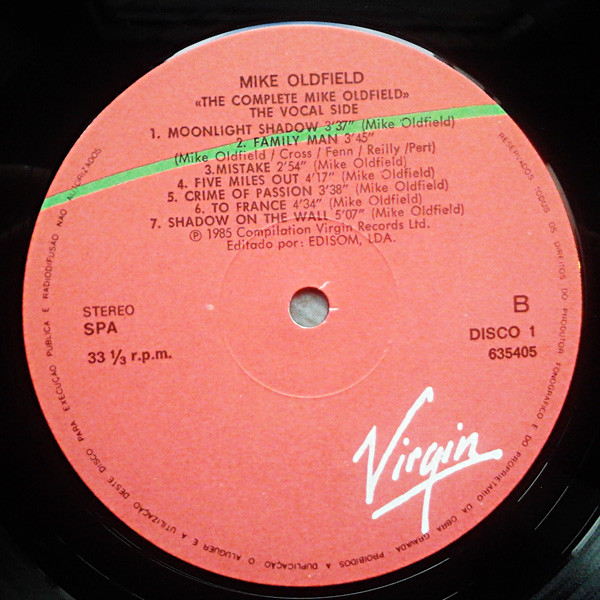 MIKE OLDFIELD
«THE COMPLETE MIKE OLDFIELD»
THE VOCAL SIDE
1. MOONLIGHT SHADOW 3'37" (Mike Oldfield)
2. FAMILY MAN 3'45"
(Mike Oldfield / Cross / Fenn / Reilly /Pert)
3.MISTAKE 2'54" (Mike Oldfield)
4. FIVE MILES OUT 4'17" (Mike Oldfield)
5. CRIME OF PASSION 3'38" (Mike Oldfield)
6. TO FRANCE 4'34" (Mike Oldfield)
7. SHADOW ON THE WALL 5'07" (Mike Oldfield)
℗ 1985 Compilation Virgin Records Ltd.
Editado por: EDISOM, LDA.
STEREO
SPA
33 1/3 r.p.m.
B
DISCO 1
635405
Virgin
RESERVADOS TODOS OS DIREITOS DO PRODUTOR FONOGRÁFICO E DO PROPRIETÁRIO DA OBRA GRAVADA PROIBIDOS A DUPLICAÇÃO O ALUGUER E A UTILIZAÇÃO DESTE DISCO PARA EXECUÇÃO PÚBLICA E RADIODIFUSÃO NÃO AUTORIZADOS